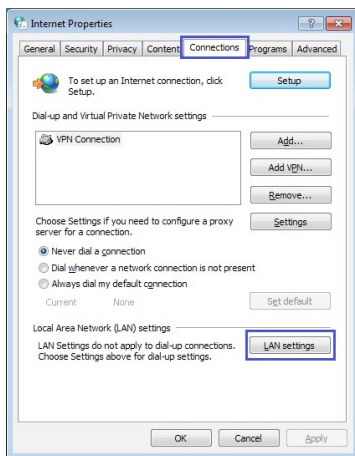 Internet Properties
General Security Privacy Content Connections Programs Advanced
To set up an Internet connection, click
Setup.
Setup
Dial-up and Virtual Private Network settings
VPN Connection
Add...
Add VPN...
Remove...
Choose Settings if you need to configure a proxy
server for a connection.
Settings
Never dial a connection
Dial whenever a network connection is not present
Always dial my default connection
Current None
Set default
Local Area Network (LAN) settings
LAN Settings do not apply to dial-up connections.
Choose Settings above for dial-up settings.
LAN settings
OK Cancel Apply